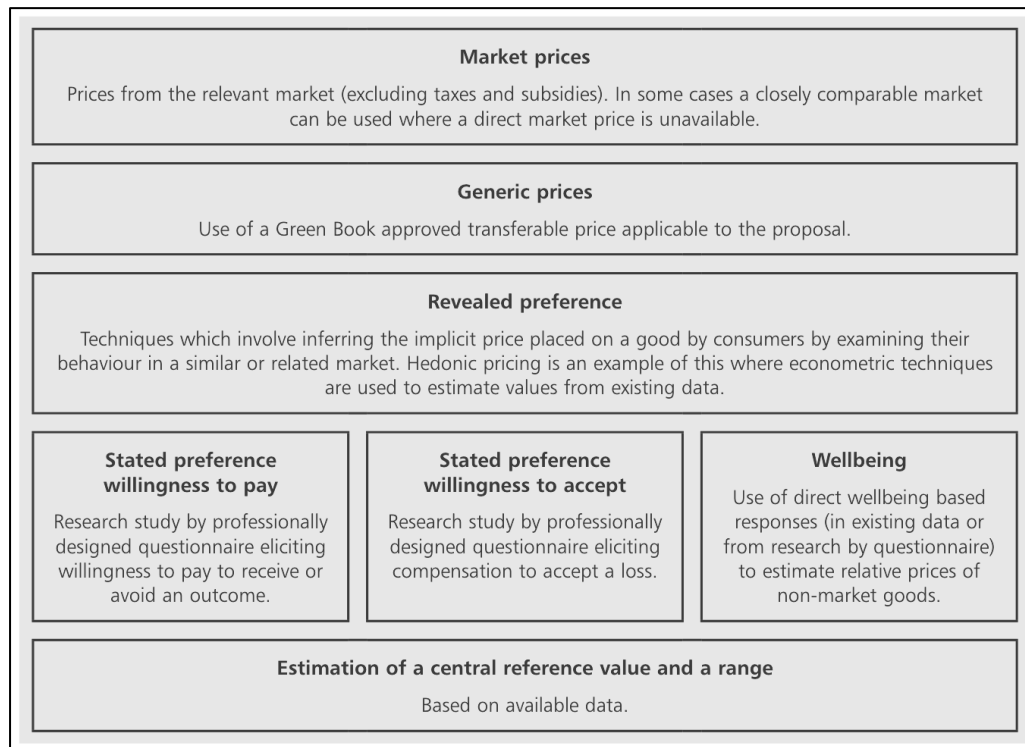 Market prices
Prices from the relevant market (excluding taxes and subsidies). In some cases a closely comparable market
can be used where a direct market price is unavailable.
Generic prices
Use of a Green Book approved transferable price applicable to the proposal.
Revealed preference
Techniques which involve inferring the implicit price placed on a good by consumers by examining their
behaviour in a similar or related market. Hedonic pricing is an example of this where econometric techniques
are used to estimate values from existing data.
Stated preference
willingness to pay
Research study by professionally
designed questionnaire eliciting
willingness to pay to receive or
avoid an outcome.
Stated preference
willingness to accept
Research study by professionally
designed questionnaire eliciting
compensation to accept a loss.
Wellbeing
Use of direct wellbeing based
responses (in existing data or
from research by questionnaire)
to estimate relative prices of
non-market goods.
Estimation of a central reference value and a range
Based on available data.